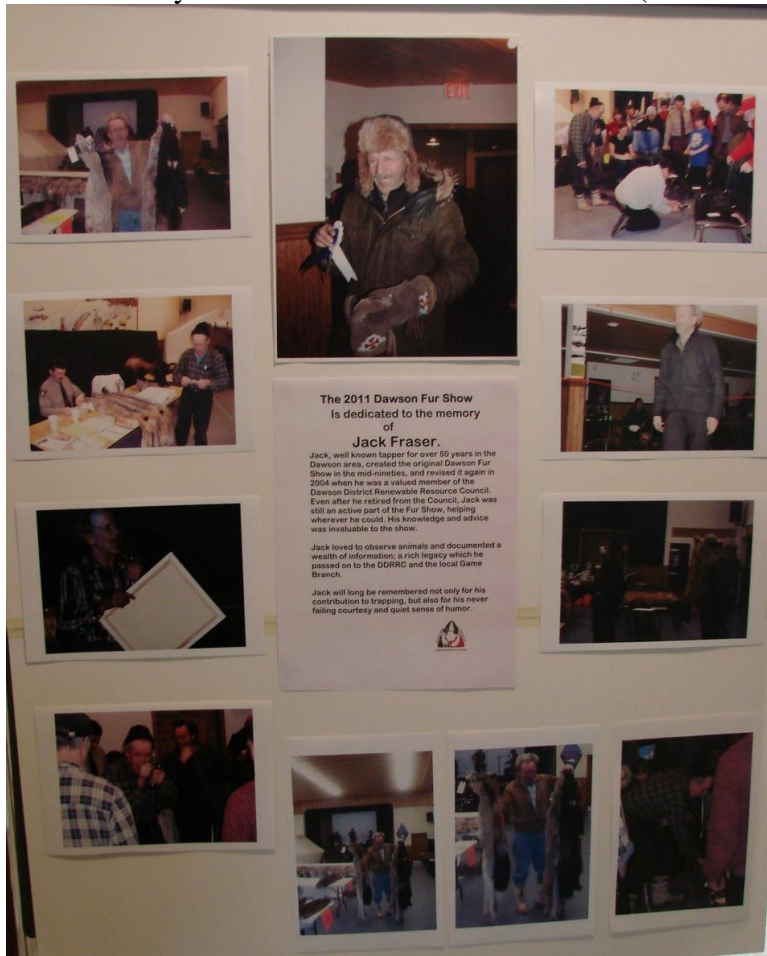 EXIT
The 2011 Dawson Fur Show
Is dedicated to the memory
of
Jack Fraser.
Jack, well known tapper for over 50 years in the
Dawson area, created the original Dawson Fur
Show in the mid-nineties, and revised it again in
2004 when he was a valued member of the
Dawson District Renewable Resource Council.
Even after he retired from the Council, Jack was
still an active part of the Fur Show, helping
wherever he could. His knowledge and advice
was invaluable to the show.
Jack loved to observe animals and documented a
wealth of information; a rich legacy which he
passed on to the DDRRC and the local Game
Branch.
Jack will long be remembered not only for his
contribution to trapping, but also for his never
failing courtesy and quiet sense of humor.